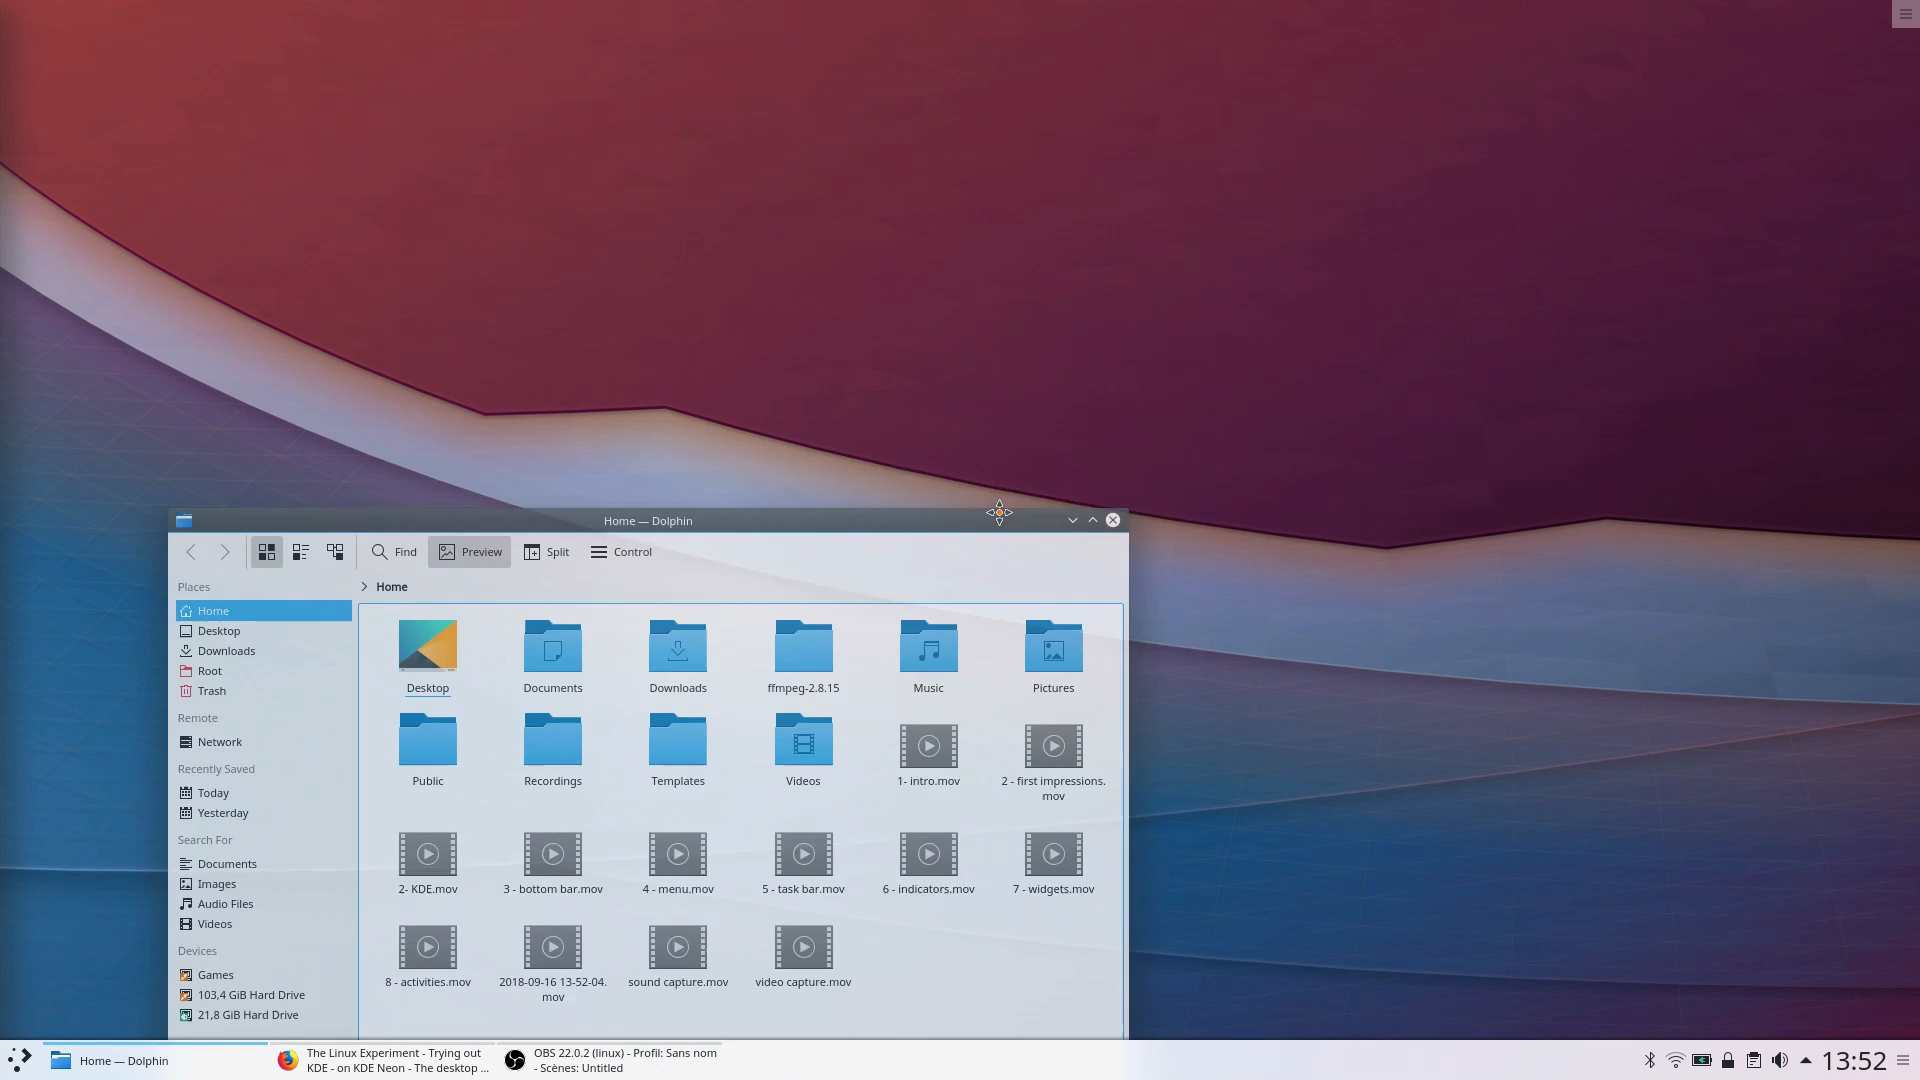 Home — Dolphin
Find
Preview
Split
Control
Places
Home
Desktop
Downloads
Root
Trash
Remote
Network
Recently Saved
Today
Yesterday
Search For
Documents
Images
Audio Files
Videos
Devices
Games
103,4 GiB Hard Drive
21,8 GiB Hard Drive
Home
Desktop
Documents
Downloads
ffmpeg-2.8.15
Music
Pictures
Public
Recordings
Templates
Videos
1- intro.mov
2 - first impressions.
mov
2- KDE.mov
3 - bottom bar.mov
4 - menu.mov
5 - task bar.mov
6 - indicators.mov
7 - widgets.mov
8 - activities.mov
2018-09-16 13-52-04.
mov
sound capture.mov
video capture.mov
Home — Dolphin
The Linux Experiment - Trying out
KDE - on KDE Neon - The desktop ...
OBS 22.0.2 (linux) - Profil: Sans nom
- Scènes: Untitled
13:52